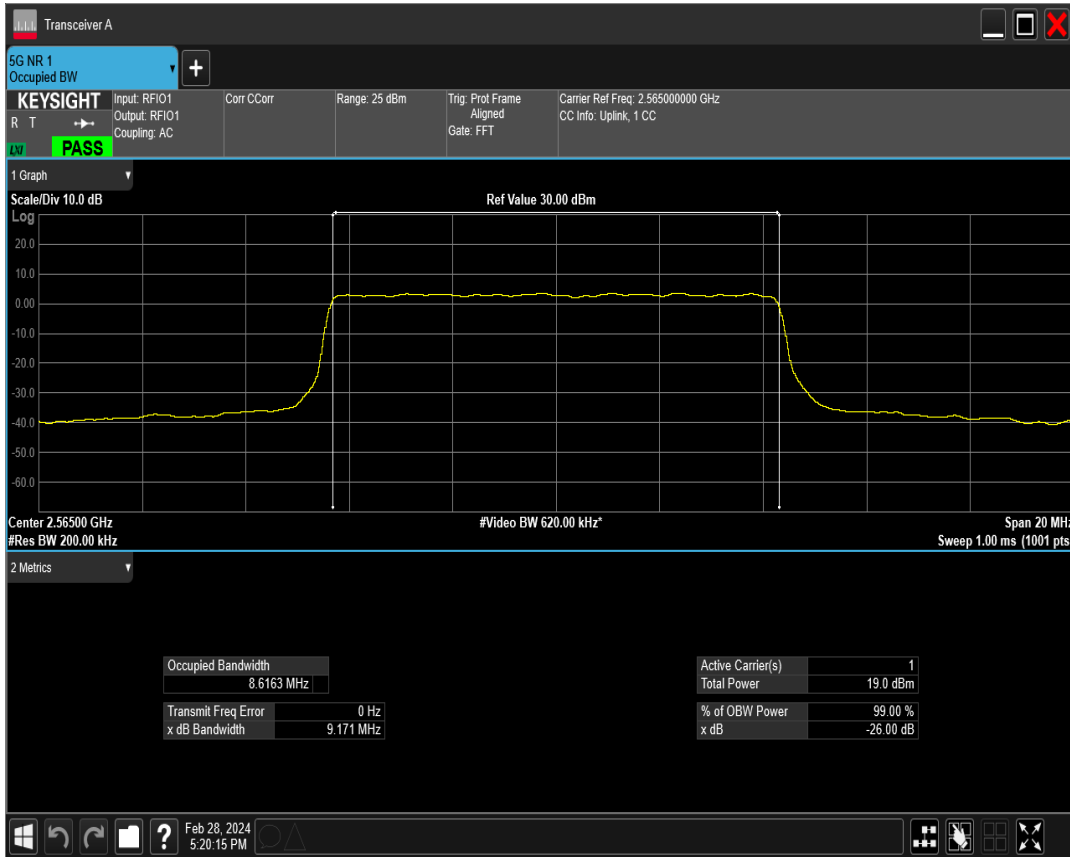 Transceiver A
5G NR 1
Occupied BW
+
KEYSIGHT
R T
LXI
PASS
Input: RFIO1
Output: RFIO1
Coupling: AC
Corr CCorr
Range: 25 dBm
Trig: Prot Frame
Aligned
Gate: FFT
Carrier Ref Freq: 2.565000000 GHz
CC Info: Uplink, 1 CC
1 Graph
Scale/Div 10.0 dB
Ref Value 30.00 dBm
Log
20.0
10.0
0.00
-10.0
-20.0
-30.0
-40.0
-50.0
-60.0
Center 2.56500 GHz
#Video BW 620.00 kHz*
Span 20 MHz
#Res BW 200.00 kHz
Sweep 1.00 ms (1001 pts
2 Metrics
Occupied Bandwidth
8.6163 MHz
Transmit Freq Error 0 Hz
x dB Bandwidth 9.171 MHz
Active Carrier(s) 1
Total Power 19.0 dBm
% of OBW Power 99.00 %
x dB -26.00 dB
?
Feb 28, 2024
5:20:15 PM